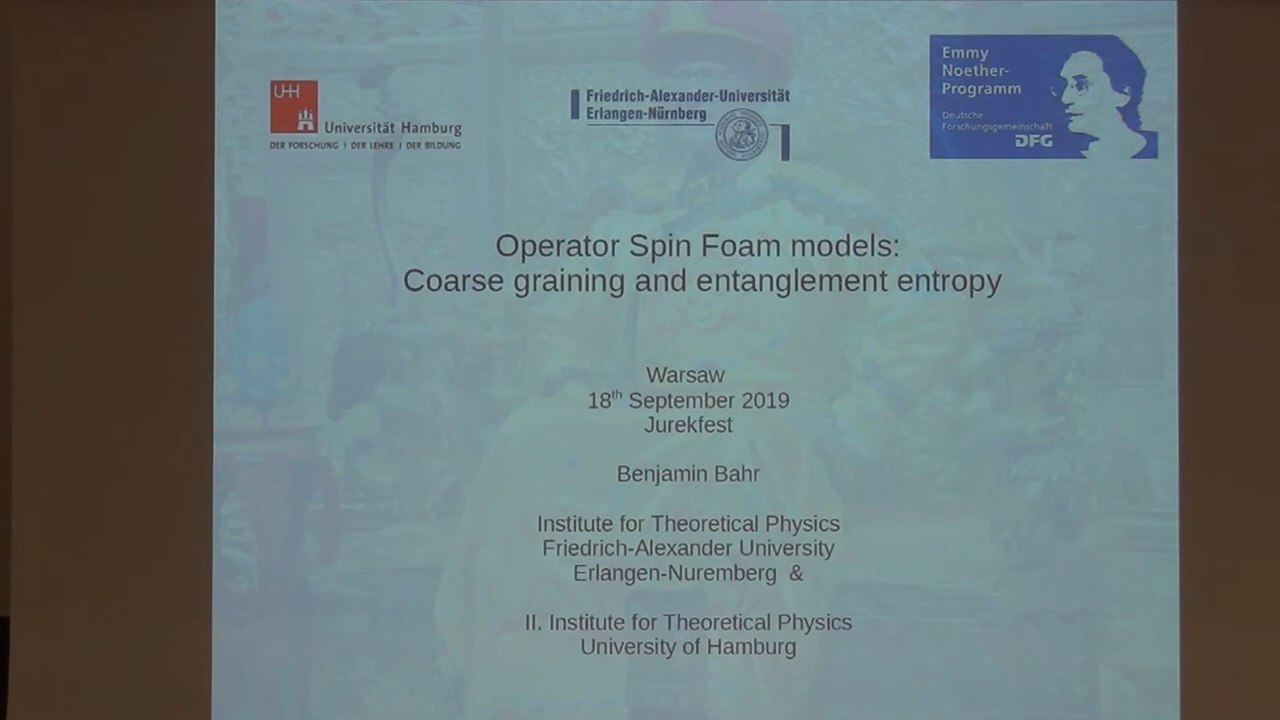 UHH
Universität Hamburg
DER FORSCHUNG | DER LEHRE | DER BILDUNG
Friedrich-Alexander-Universität
Erlangen-Nürnberg
Emmy
Noether-
Programm
Deutsche
Forschungsgemeinschaft
DFG
Operator Spin Foam models:
Coarse graining and entanglement entropy
Warsaw
18th September 2019
Jurekfest
Benjamin Bahr
Institute for Theoretical Physics
Friedrich-Alexander University
Erlangen-Nuremberg &
II. Institute for Theoretical Physics
University of Hamburg